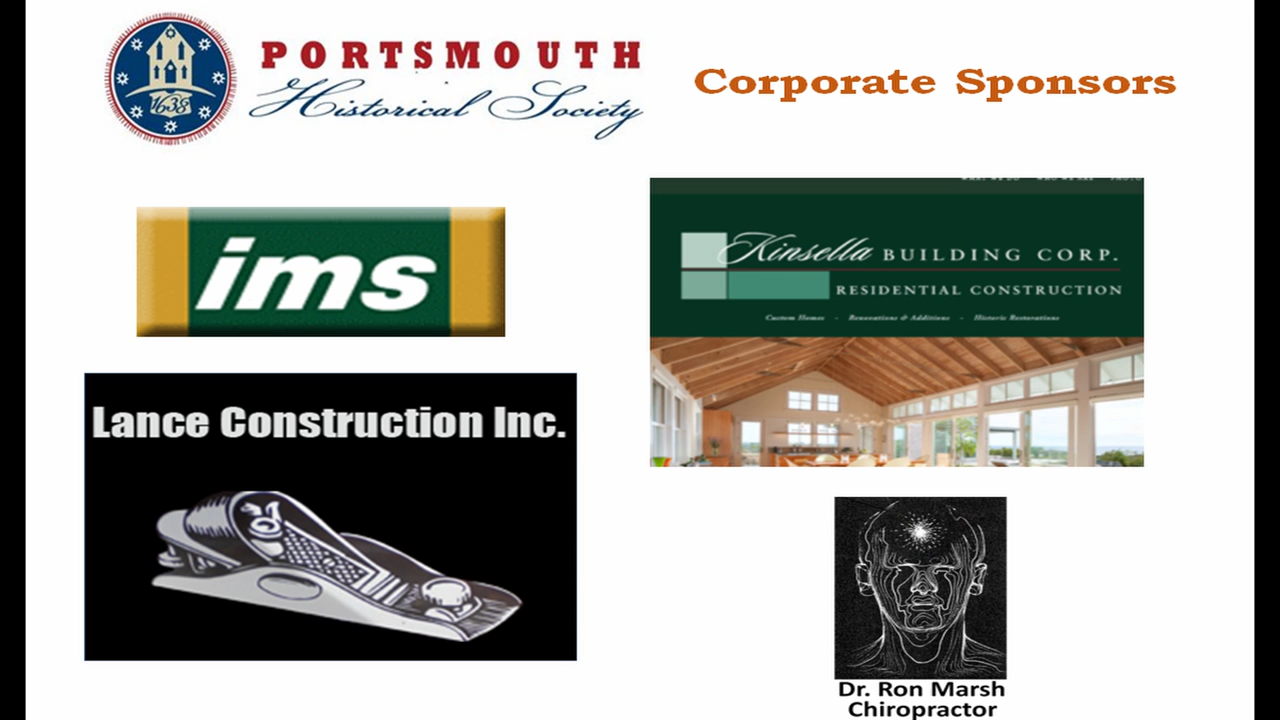 PORTSMOUTH
Historical Society
1638
Corporate Sponsors
ims
Kinsella BUILDING CORP.
RESIDENTIAL CONSTRUCTION
Custom Homes - Renovations & Additions - Historic Restorations
Lance Construction Inc.
Dr. Ron Marsh
Chiropractor